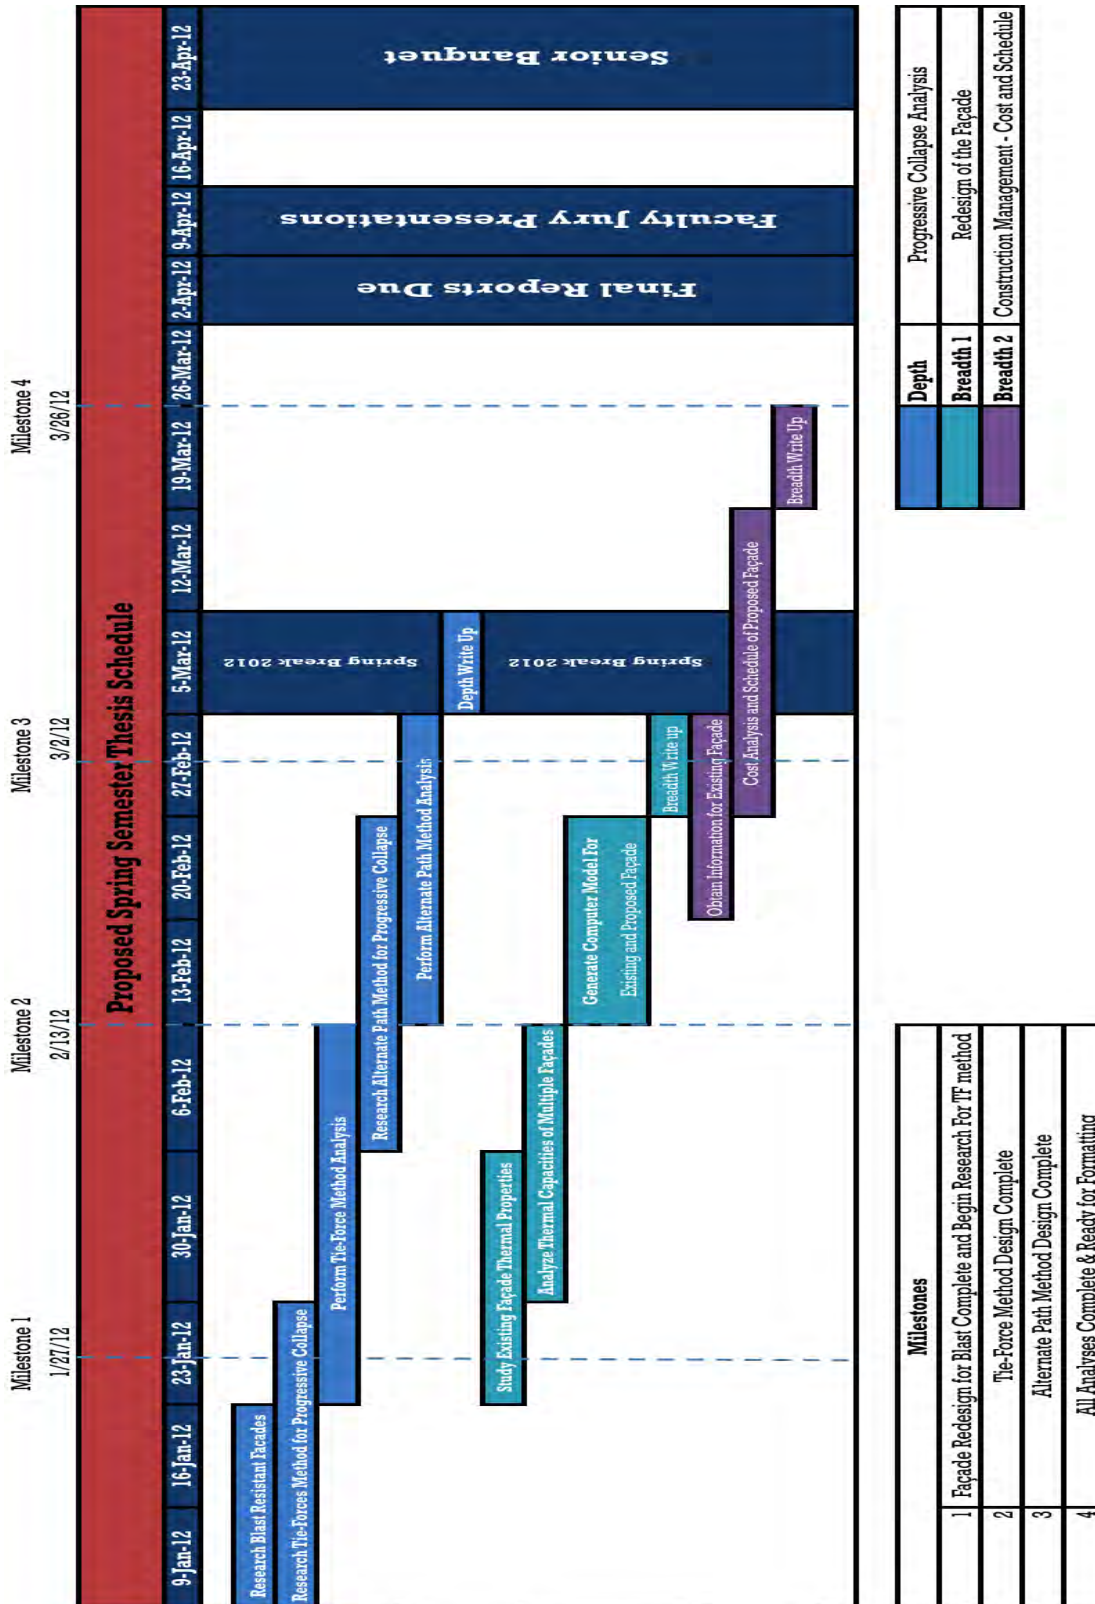 Milestone 1
Milestone 2
Milestone 3
Milestone 4
1/27/12
2/13/12
3/2/12
3/26/12
Proposed Spring Semester Thesis Schedule
9-Jan-12
16-Jan-12
23-Jan-12
30-Jan-12
6-Feb-12
13-Feb-12
20-Feb-12
27-Feb-12
5-Mar-12
12-Mar-12
19-Mar-12
26-Mar-12
2-Apr-12
9-Apr-12
16-Apr-12
23-Apr-12
Research Blast Resistant Facades
Research Tie-Forces Method for Progressive Collapse
Perform Tie-Force Method Analysis
Research Alternate Path Method for Progressive Collapse
Perform Alternate Path Method Analysis
Depth Write Up
Study Existing Façade Thermal Properties
Analyze Thermal Capacities of Multiple Façades
Generate Computer Model For
Existing and Proposed Façade
Breadth Write up
Obtain Information for Existing Façade
Cost Analysis and Schedule of Proposed Façade
Breadth Write Up
Spring Break 2012
Spring Break 2012
Final Reports Due
Faculty Jury Presentations
Senior Banquet
Milestones
1 Façade Redesign for Blast Complete and Begin Research For TF method
2 Tie-Force Method Design Complete
3 Alternate Path Method Design Complete
4 All Analyses Complete & Ready for Formatting
Depth Progressive Collapse Analysis
Breadth 1 Redesign of the Façade
Breadth 2 Construction Management - Cost and Schedule